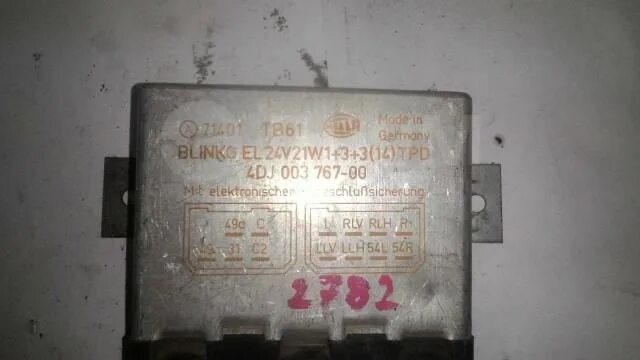 A 71401 TB61 HELLA Made in
Germany
BLINKG EL 24V21W1+3+3(14) TPD
4DJ 003 767-00
Mit elektronischer
49a C
31 C2
L RLV RLH R
LLV LLH 54L 54R
2782